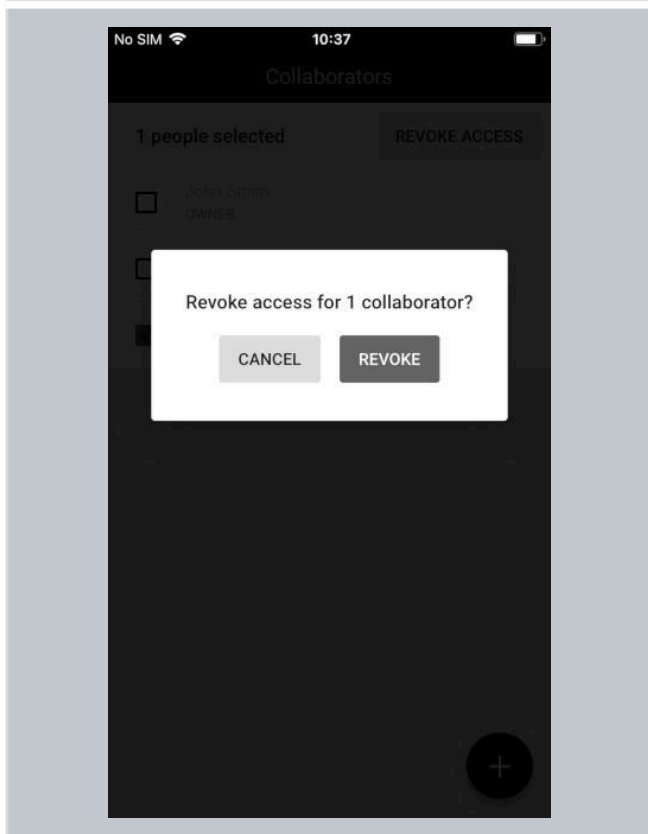 No SIM 10:37
Collaborators
1 people selected REVOKE ACCESS
John Smith
OWNER
Revoke access for 1 collaborator?
CANCEL REVOKE